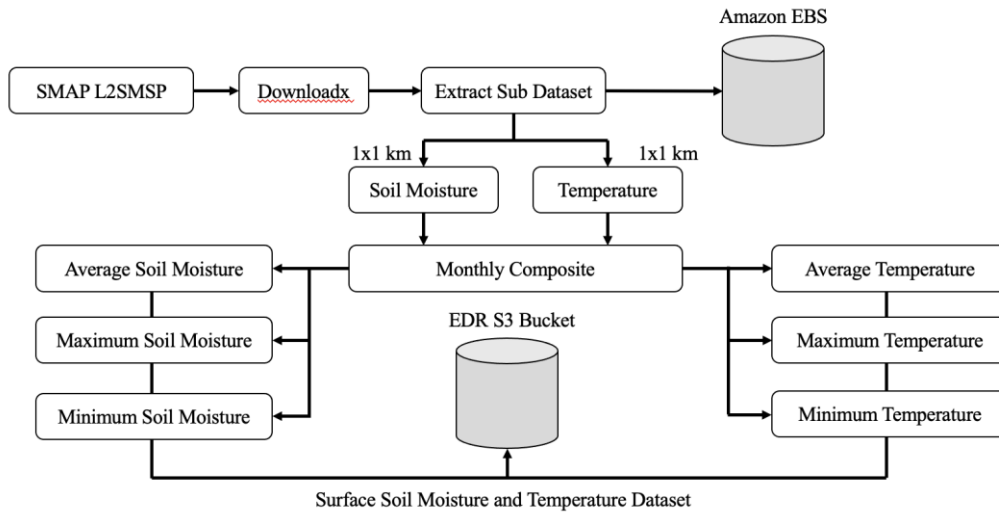 Amazon EBS
SMAP L2SMSP
Downloadx
Extract Sub Dataset
1x1 km
1x1 km
Soil Moisture
Temperature
Average Soil Moisture
Monthly Composite
Average Temperature
EDR S3 Bucket
Maximum Soil Moisture
Maximum Temperature
Minimum Soil Moisture
Minimum Temperature
Surface Soil Moisture and Temperature Dataset